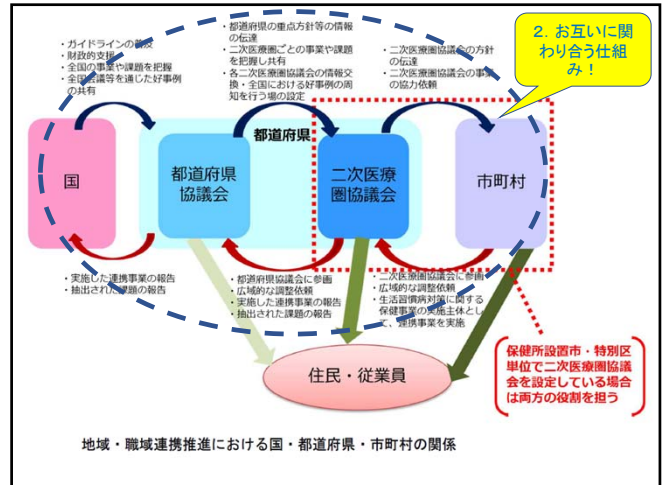 ・ガイドラインの普及
・財政的支援
・全国の事業や課題を把握
・全国会議等を通じた好事例
の共有
・都道府県の重点方針等の情報
の伝達
・二次医療圏ごとの事業や課題
を把握し共有
・各二次医療圏協議会の情報交
換・全国における好事例の周
知を行う場の設定
・二次医療圏協議会の方針
の伝達
・二次医療圏協議会の事業
の協力依頼
2．お互いに関
わり合う仕組
み！
都道府県
国
都道府県
協議会
二次医療
圏協議会
市町村
・実施した連携事業の報告
・抽出された課題の報告
・都道府県協議会に参画
・広域的な調整依頼
・実施した連携事業の報告
・抽出された課題の報告
・二次医療圏協議会に参画
・広域的な調整依頼
・生活習慣病対策に関する
保健事業の実施主体とし
て、連携事業を実施
保健所設置市・特別区
単位で二次医療圏協議
会を設定している場合
は両方の役割を担う
住民・従業員
地域・職域連携推進における国・都道府県・市町村の関係